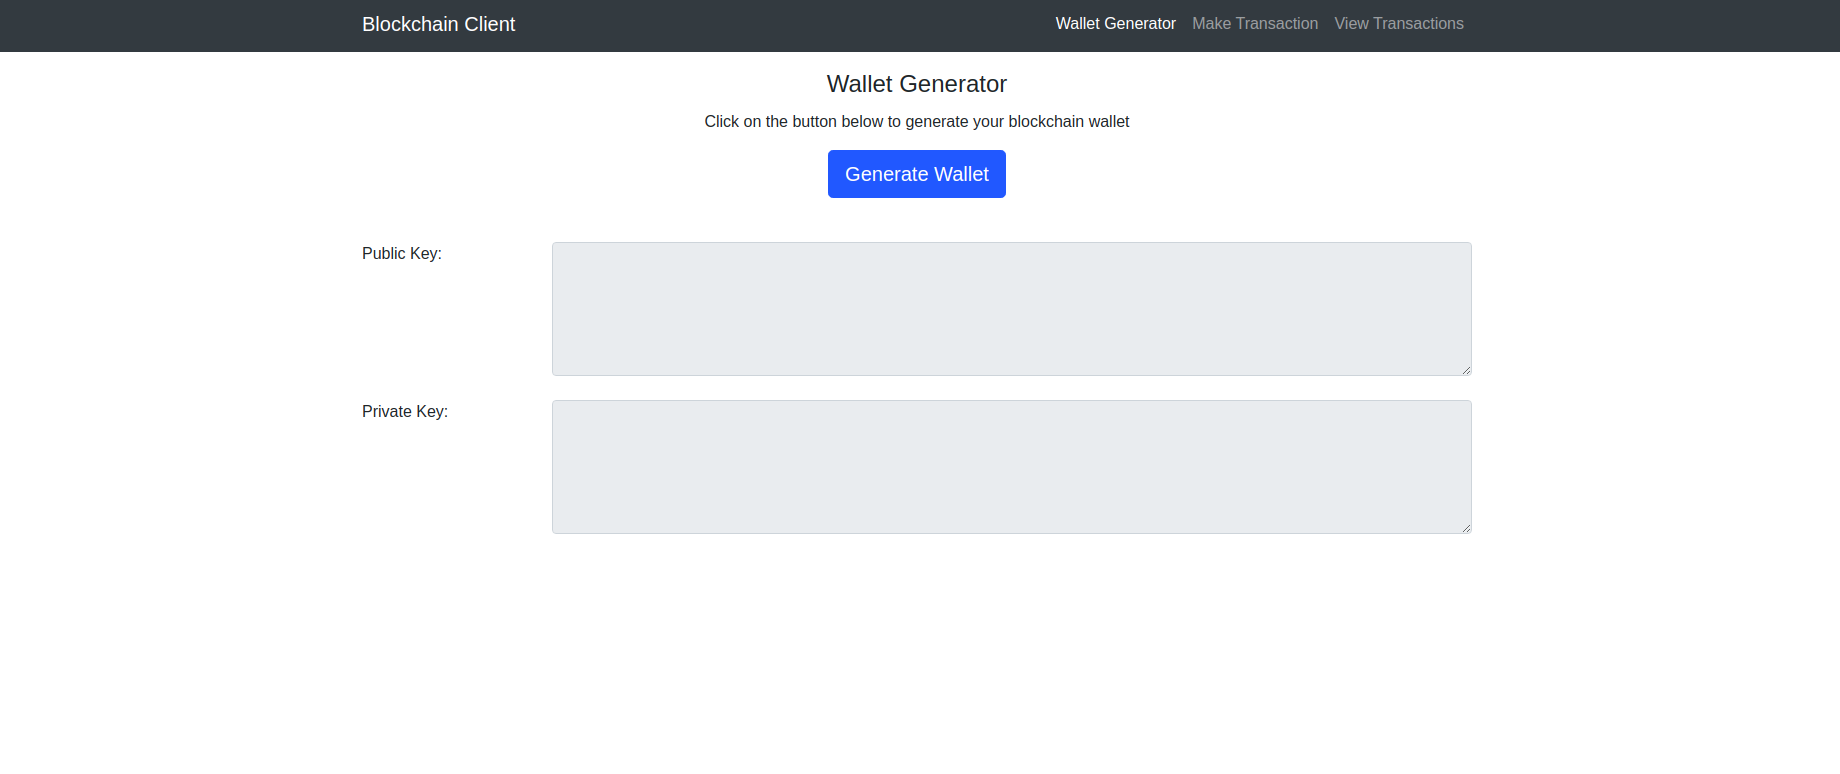 Blockchain Client
Wallet Generator Make Transaction View Transactions
Wallet Generator
Click on the button below to generate your blockchain wallet
Generate Wallet
Public Key:
Private Key: